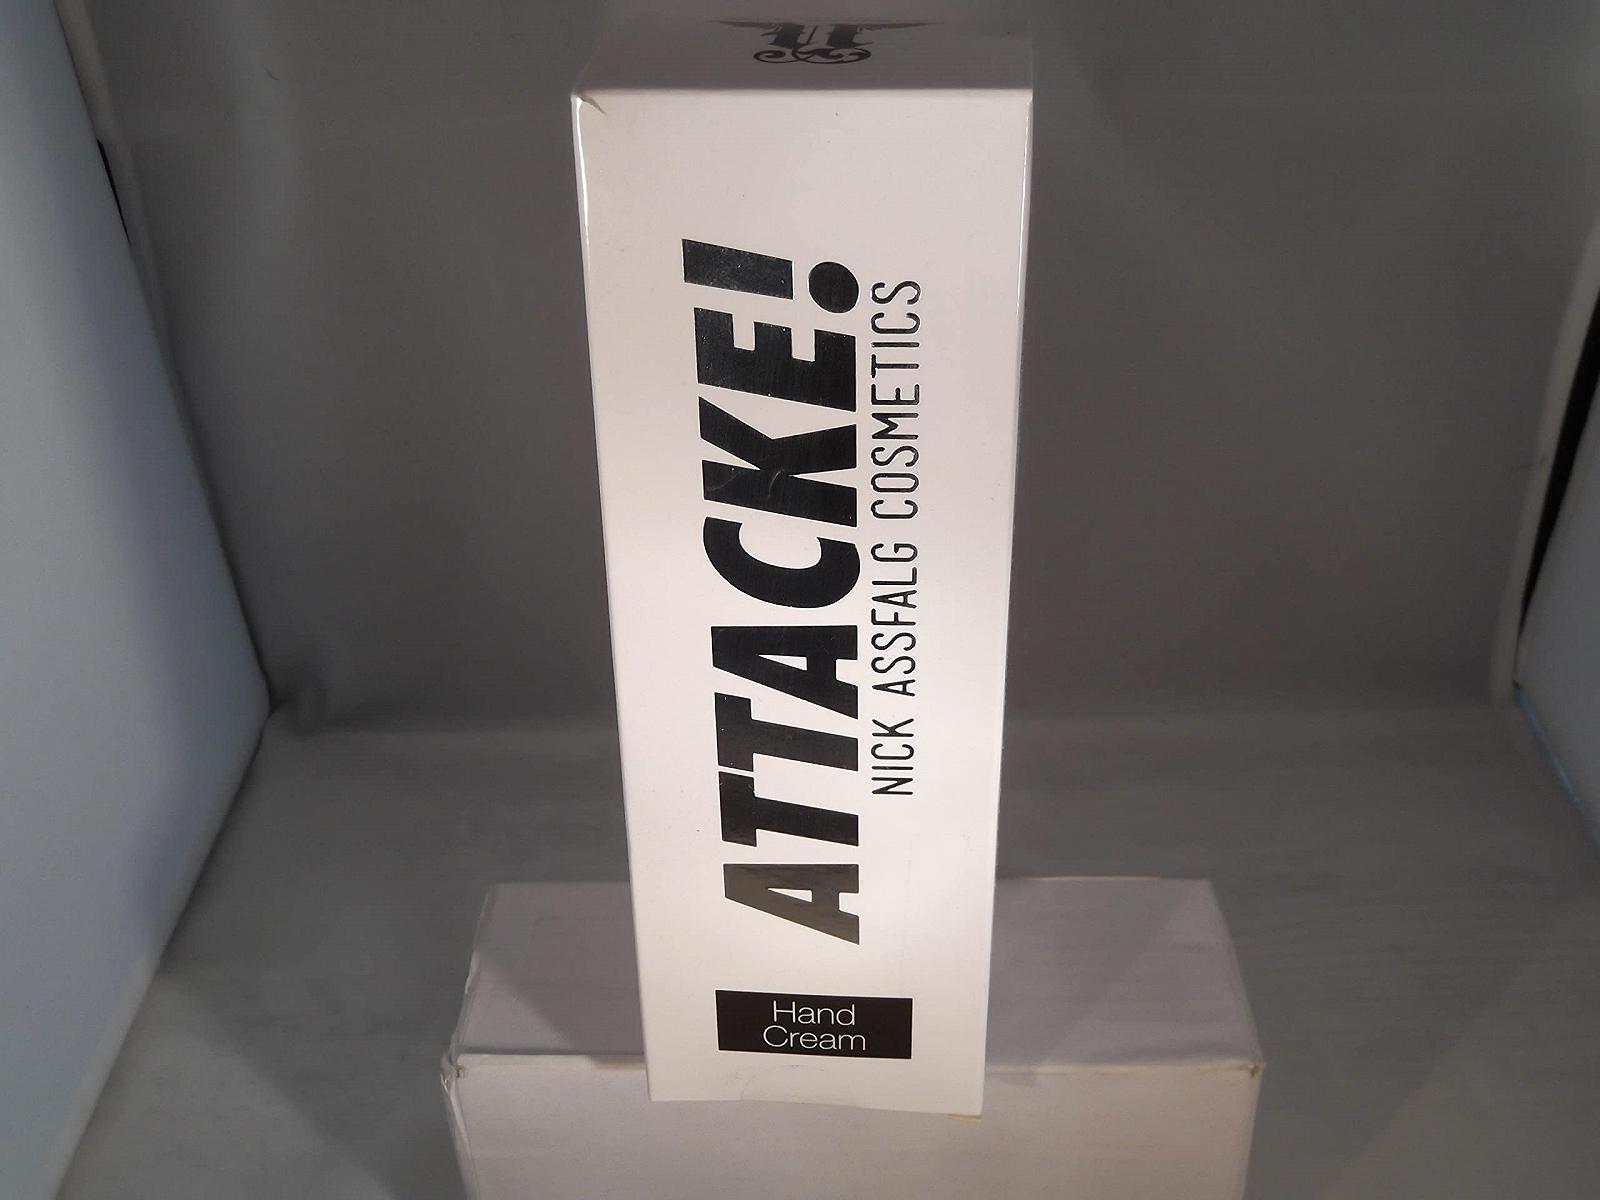 ATTACKE!
NICK ASSFALG COSMETICS
Hand
Cream